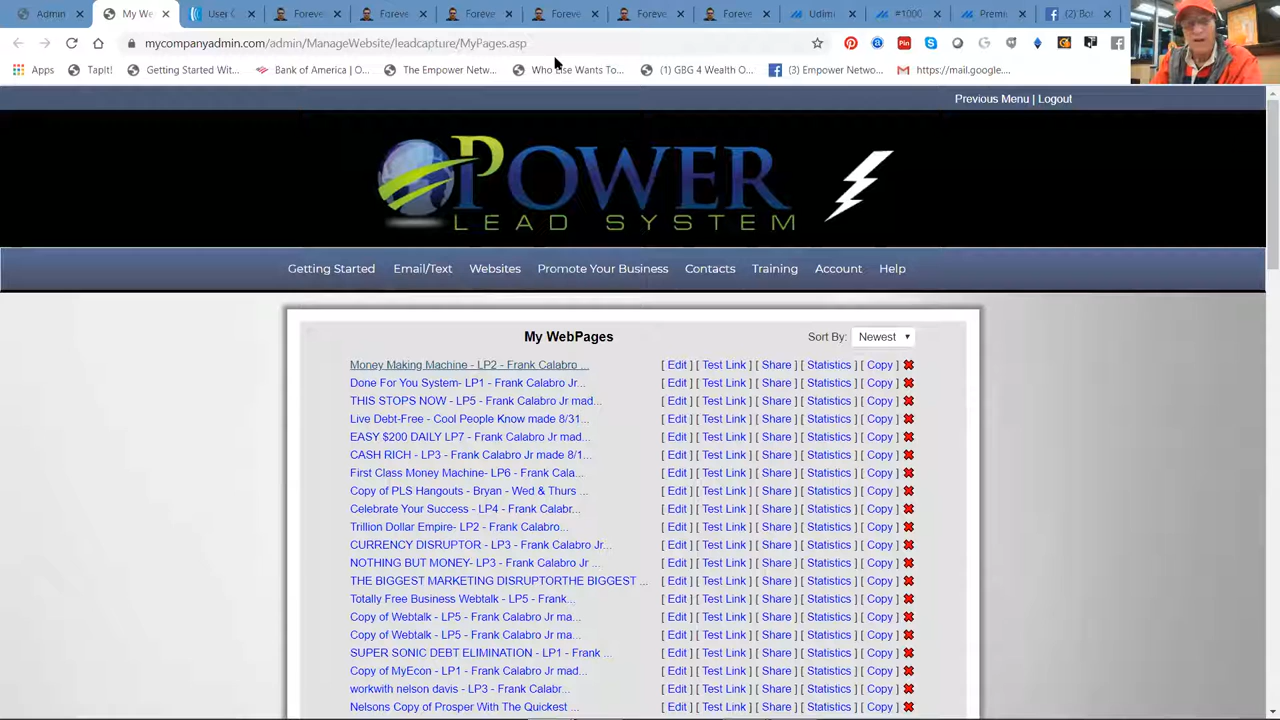 Admin × My We × User C × Foreve × Foreve × Foreve × Foreve × Foreve × Foreve × Udimi × #1000 × Premi × (2) Bo ×
mycompanyadmin.com/admin/ManageWebsite/leadcapture/MyPages.asp
Apps TapIt! Getting Started Wit... Bank of America | O... The Empower Netw... Who Else Wants To... (1) GBG 4 Wealth O... (3) Empower Netwo... https://mail.google....
Previous Menu | Logout
POWER
LEAD SYSTEM
Getting Started Email/Text Websites Promote Your Business Contacts Training Account Help
My WebPages Sort By: Newest
Money Making Machine - LP2 - Frank Calabro ... [ Edit ] [ Test Link ] [ Share ] [ Statistics ] [ Copy ]
Done For You System- LP1 - Frank Calabro Jr... [ Edit ] [ Test Link ] [ Share ] [ Statistics ] [ Copy ]
THIS STOPS NOW - LP5 - Frank Calabro Jr mad... [ Edit ] [ Test Link ] [ Share ] [ Statistics ] [ Copy ]
Live Debt-Free - Cool People Know made 8/31... [ Edit ] [ Test Link ] [ Share ] [ Statistics ] [ Copy ]
EASY $200 DAILY LP7 - Frank Calabro Jr mad... [ Edit ] [ Test Link ] [ Share ] [ Statistics ] [ Copy ]
CASH RICH - LP3 - Frank Calabro Jr made 8/1... [ Edit ] [ Test Link ] [ Share ] [ Statistics ] [ Copy ]
First Class Money Machine- LP6 - Frank Cala... [ Edit ] [ Test Link ] [ Share ] [ Statistics ] [ Copy ]
Copy of PLS Hangouts - Bryan - Wed & Thurs ... [ Edit ] [ Test Link ] [ Share ] [ Statistics ] [ Copy ]
Celebrate Your Success - LP4 - Frank Calabr... [ Edit ] [ Test Link ] [ Share ] [ Statistics ] [ Copy ]
Trillion Dollar Empire- LP2 - Frank Calabro... [ Edit ] [ Test Link ] [ Share ] [ Statistics ] [ Copy ]
CURRENCY DISRUPTOR - LP3 - Frank Calabro Jr... [ Edit ] [ Test Link ] [ Share ] [ Statistics ] [ Copy ]
NOTHING BUT MONEY- LP3 - Frank Calabro Jr ... [ Edit ] [ Test Link ] [ Share ] [ Statistics ] [ Copy ]
THE BIGGEST MARKETING DISRUPTORTHE BIGGEST ... [ Edit ] [ Test Link ] [ Share ] [ Statistics ] [ Copy ]
Totally Free Business Webtalk - LP5 - Frank... [ Edit ] [ Test Link ] [ Share ] [ Statistics ] [ Copy ]
Copy of Webtalk - LP5 - Frank Calabro Jr ma... [ Edit ] [ Test Link ] [ Share ] [ Statistics ] [ Copy ]
Copy of Webtalk - LP5 - Frank Calabro Jr ma... [ Edit ] [ Test Link ] [ Share ] [ Statistics ] [ Copy ]
SUPER SONIC DEBT ELIMINATION - LP1 - Frank ... [ Edit ] [ Test Link ] [ Share ] [ Statistics ] [ Copy ]
Copy of MyEcon - LP1 - Frank Calabro Jr mad... [ Edit ] [ Test Link ] [ Share ] [ Statistics ] [ Copy ]
workwith nelson davis - LP3 - Frank Calabr... [ Edit ] [ Test Link ] [ Share ] [ Statistics ] [ Copy ]
Nelsons Copy of Prosper With The Quickest ... [ Edit ] [ Test Link ] [ Share ] [ Statistics ] [ Copy ]